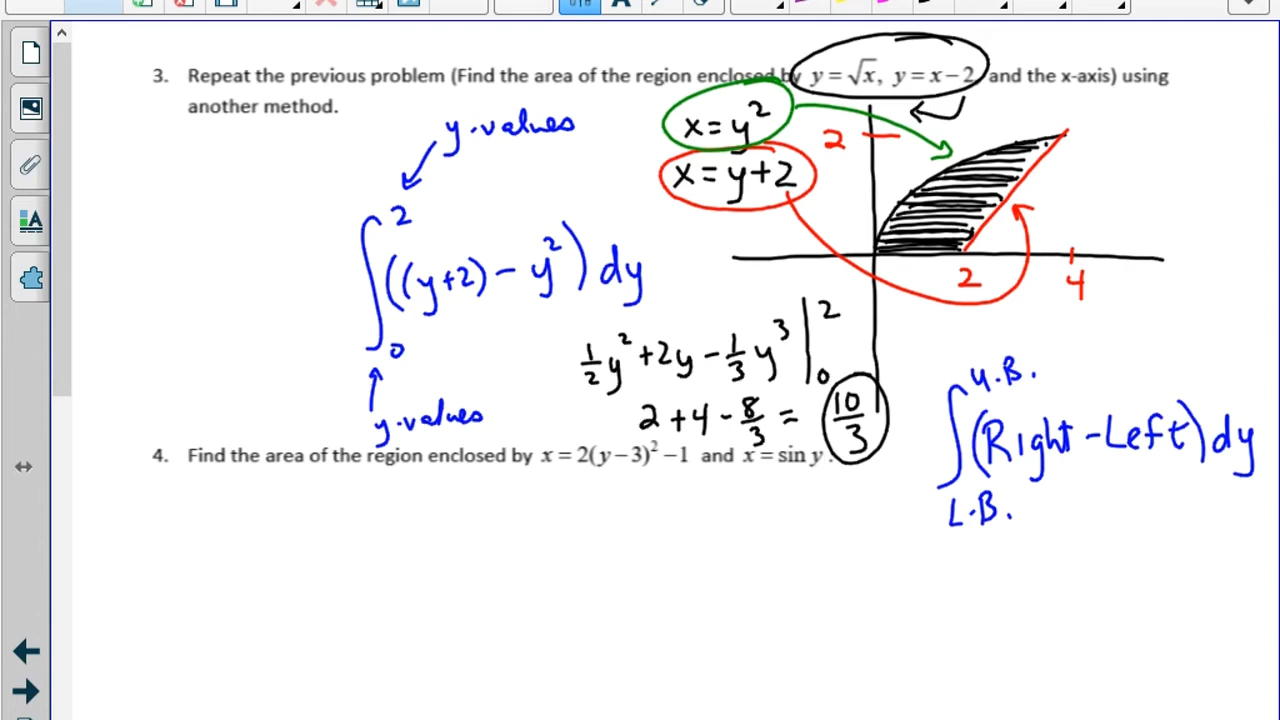 3. Repeat the previous problem (Find the area of the region enclosed by y = √x, y = x − 2 and the x-axis) using
another method.
y-values
x = y²
x = y+2
2
∫₀² ((y+2) − y²) dy
y-values
2 4
½y² + 2y − ⅓y³ |₀²
2 + 4 − 8/3 = 10/3
U.B.
∫ (Right − Left) dy
L.B.
4. Find the area of the region enclosed by x = 2(y − 3)² − 1 and x = sin y.